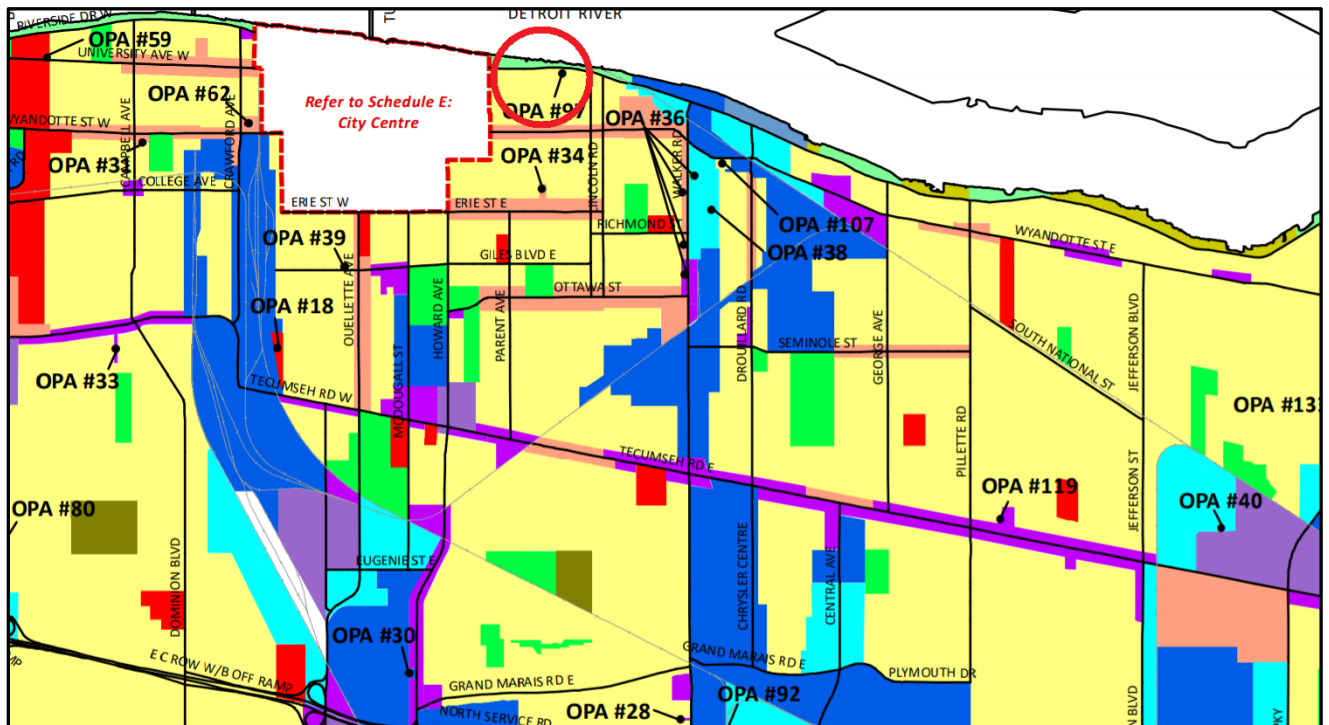 DETROIT RIVER
RIVERSIDE DR W
OPA #59
UNIVERSITY AVE W
OPA #62
Refer to Schedule E:
City Centre
OPA #97
OPA #36
WYANDOTTE ST W
CAMPBELL AVE
CRAWFORD AVE
OPA #34
LINCOLN RD
WALKER RD
COLLEGE AVE
ERIE ST W
ERIE ST E
RICHMOND ST
OPA #107
WYANDOTTE ST E
OPA #39
GILES BLVD E
OPA #38
OUELLETTE AVE
HOWARD AVE
PARENT AVE
OTTAWA ST
OPA #18
DROUILLARD RD
GEORGE AVE
SOUTH NATIONAL ST
JEFFERSON BLVD
SEMINOLE ST
OPA #33
MCDOUGALL ST
TECUMSEH RD W
PILLETTE RD
TECUMSEH RD E
JEFFERSON ST
OPA #119
OPA #40
OPA #80
DOMINION BLVD
EUGENIE ST E
CHRYSLER CENTRE
CENTRAL AVE
OPA #30
E C ROW W/B OFF RAMP
GRAND MARAIS RD E
GRAND MARAIS RD E
PLYMOUTH DR
OPA #92
NORTH SERVICE RD
OPA #28